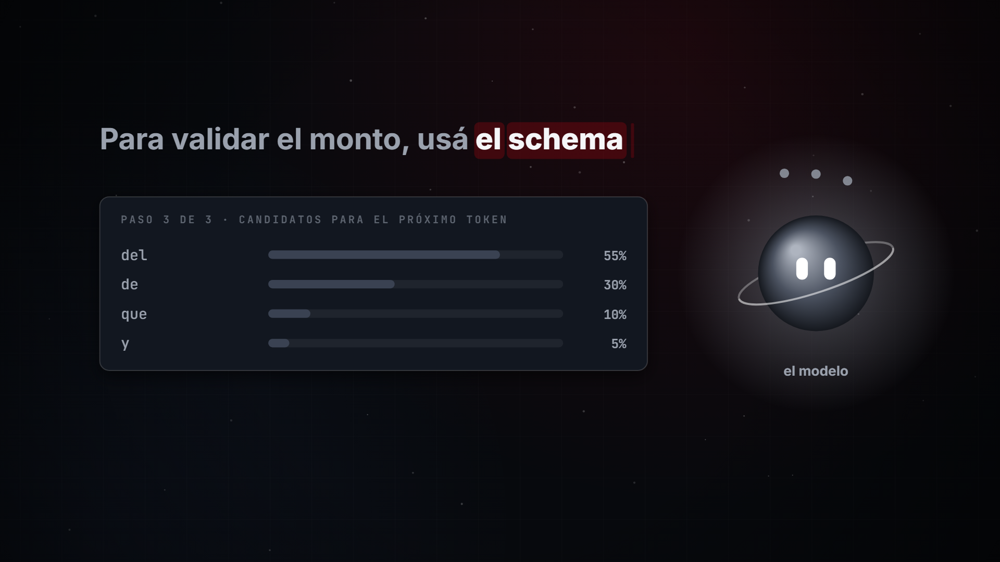 Para validar el monto, usá el schema
PASO 3 DE 3 · CANDIDATOS PARA EL PRÓXIMO TOKEN
del 55%
de 30%
que 10%
y 5%
el modelo